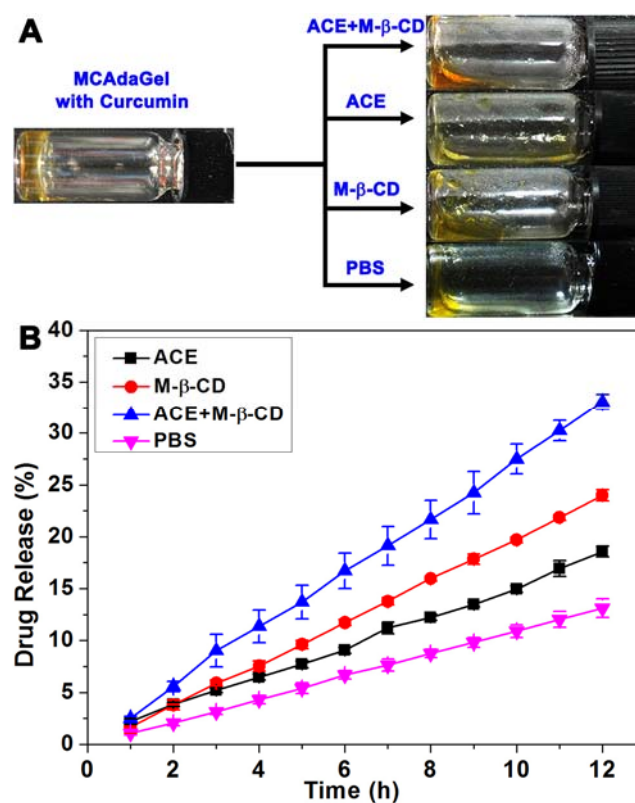 A
MCAdaGel
with Curcumin
ACE+M-β-CD
ACE
M-β-CD
PBS
B
40
35
30
25
20
15
10
5
0
Drug Release (%)
ACE
M-β-CD
ACE+M-β-CD
PBS
0 2 4 6 8 10 12
Time (h)